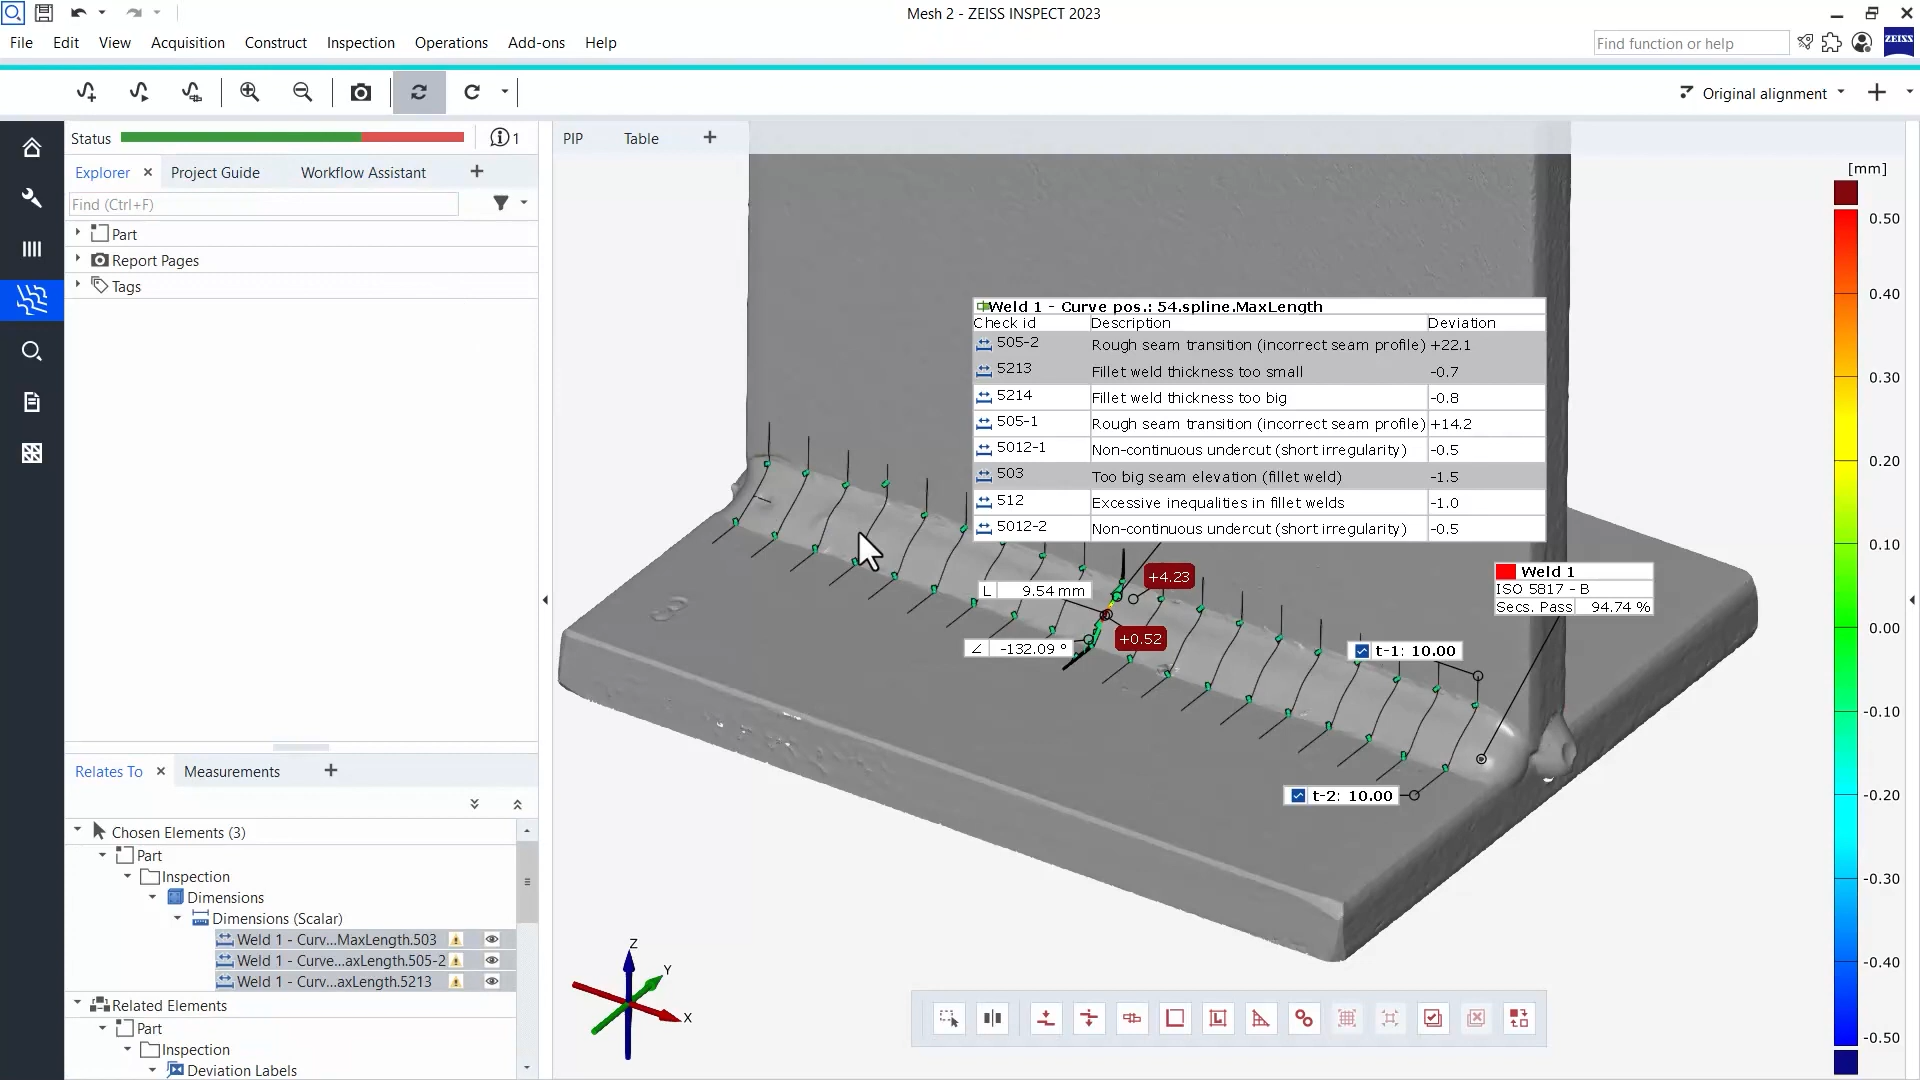 Mesh 2 - ZEISS INSPECT 2023
File Edit View Acquisition Construct Inspection Operations Add-ons Help
Find function or help
ZEISS
Original alignment
Status
1
PIP Table
Explorer Project Guide Workflow Assistant
Find (Ctrl+F)
Part
Report Pages
Tags
Weld 1 - Curve pos.: 54.spline.MaxLength
Check id Description Deviation
505-2 Rough seam transition (incorrect seam profile) +22.1
5213 Fillet weld thickness too small -0.7
5214 Fillet weld thickness too big -0.8
505-1 Rough seam transition (incorrect seam profile) +14.2
5012-1 Non-continuous undercut (short irregularity) -0.5
503 Too big seam elevation (fillet weld) -1.5
512 Excessive inequalities in fillet welds -1.0
5012-2 Non-continuous undercut (short irregularity) -0.5
L 9.54 mm
+4.23
+0.52
∠ -132.09 °
Weld 1
ISO 5817 - B
Secs. Pass 94.74 %
t-1: 10.00
t-2: 10.00
[mm]
0.50
0.40
0.30
0.20
0.10
0.00
-0.10
-0.20
-0.30
-0.40
-0.50
Relates To Measurements
Chosen Elements (3)
Part
Inspection
Dimensions
Dimensions (Scalar)
Weld 1 - Curv...MaxLength.503
Weld 1 - Curve...axLength.505-2
Weld 1 - Curv...axLength.5213
Related Elements
Part
Inspection
Deviation Labels
Z
Y
X